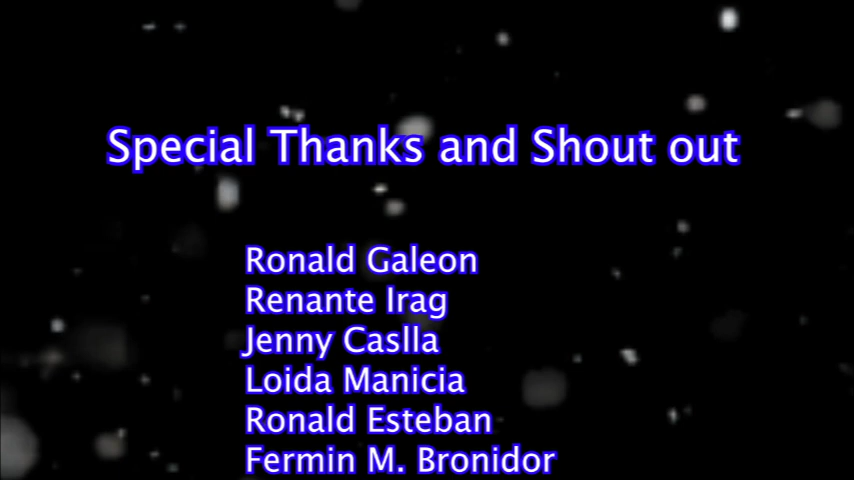 Special Thanks and Shout out
Ronald Galeon
Renante Irag
Jenny Caslla
Loida Manicia
Ronald Esteban
Fermin M. Bronidor